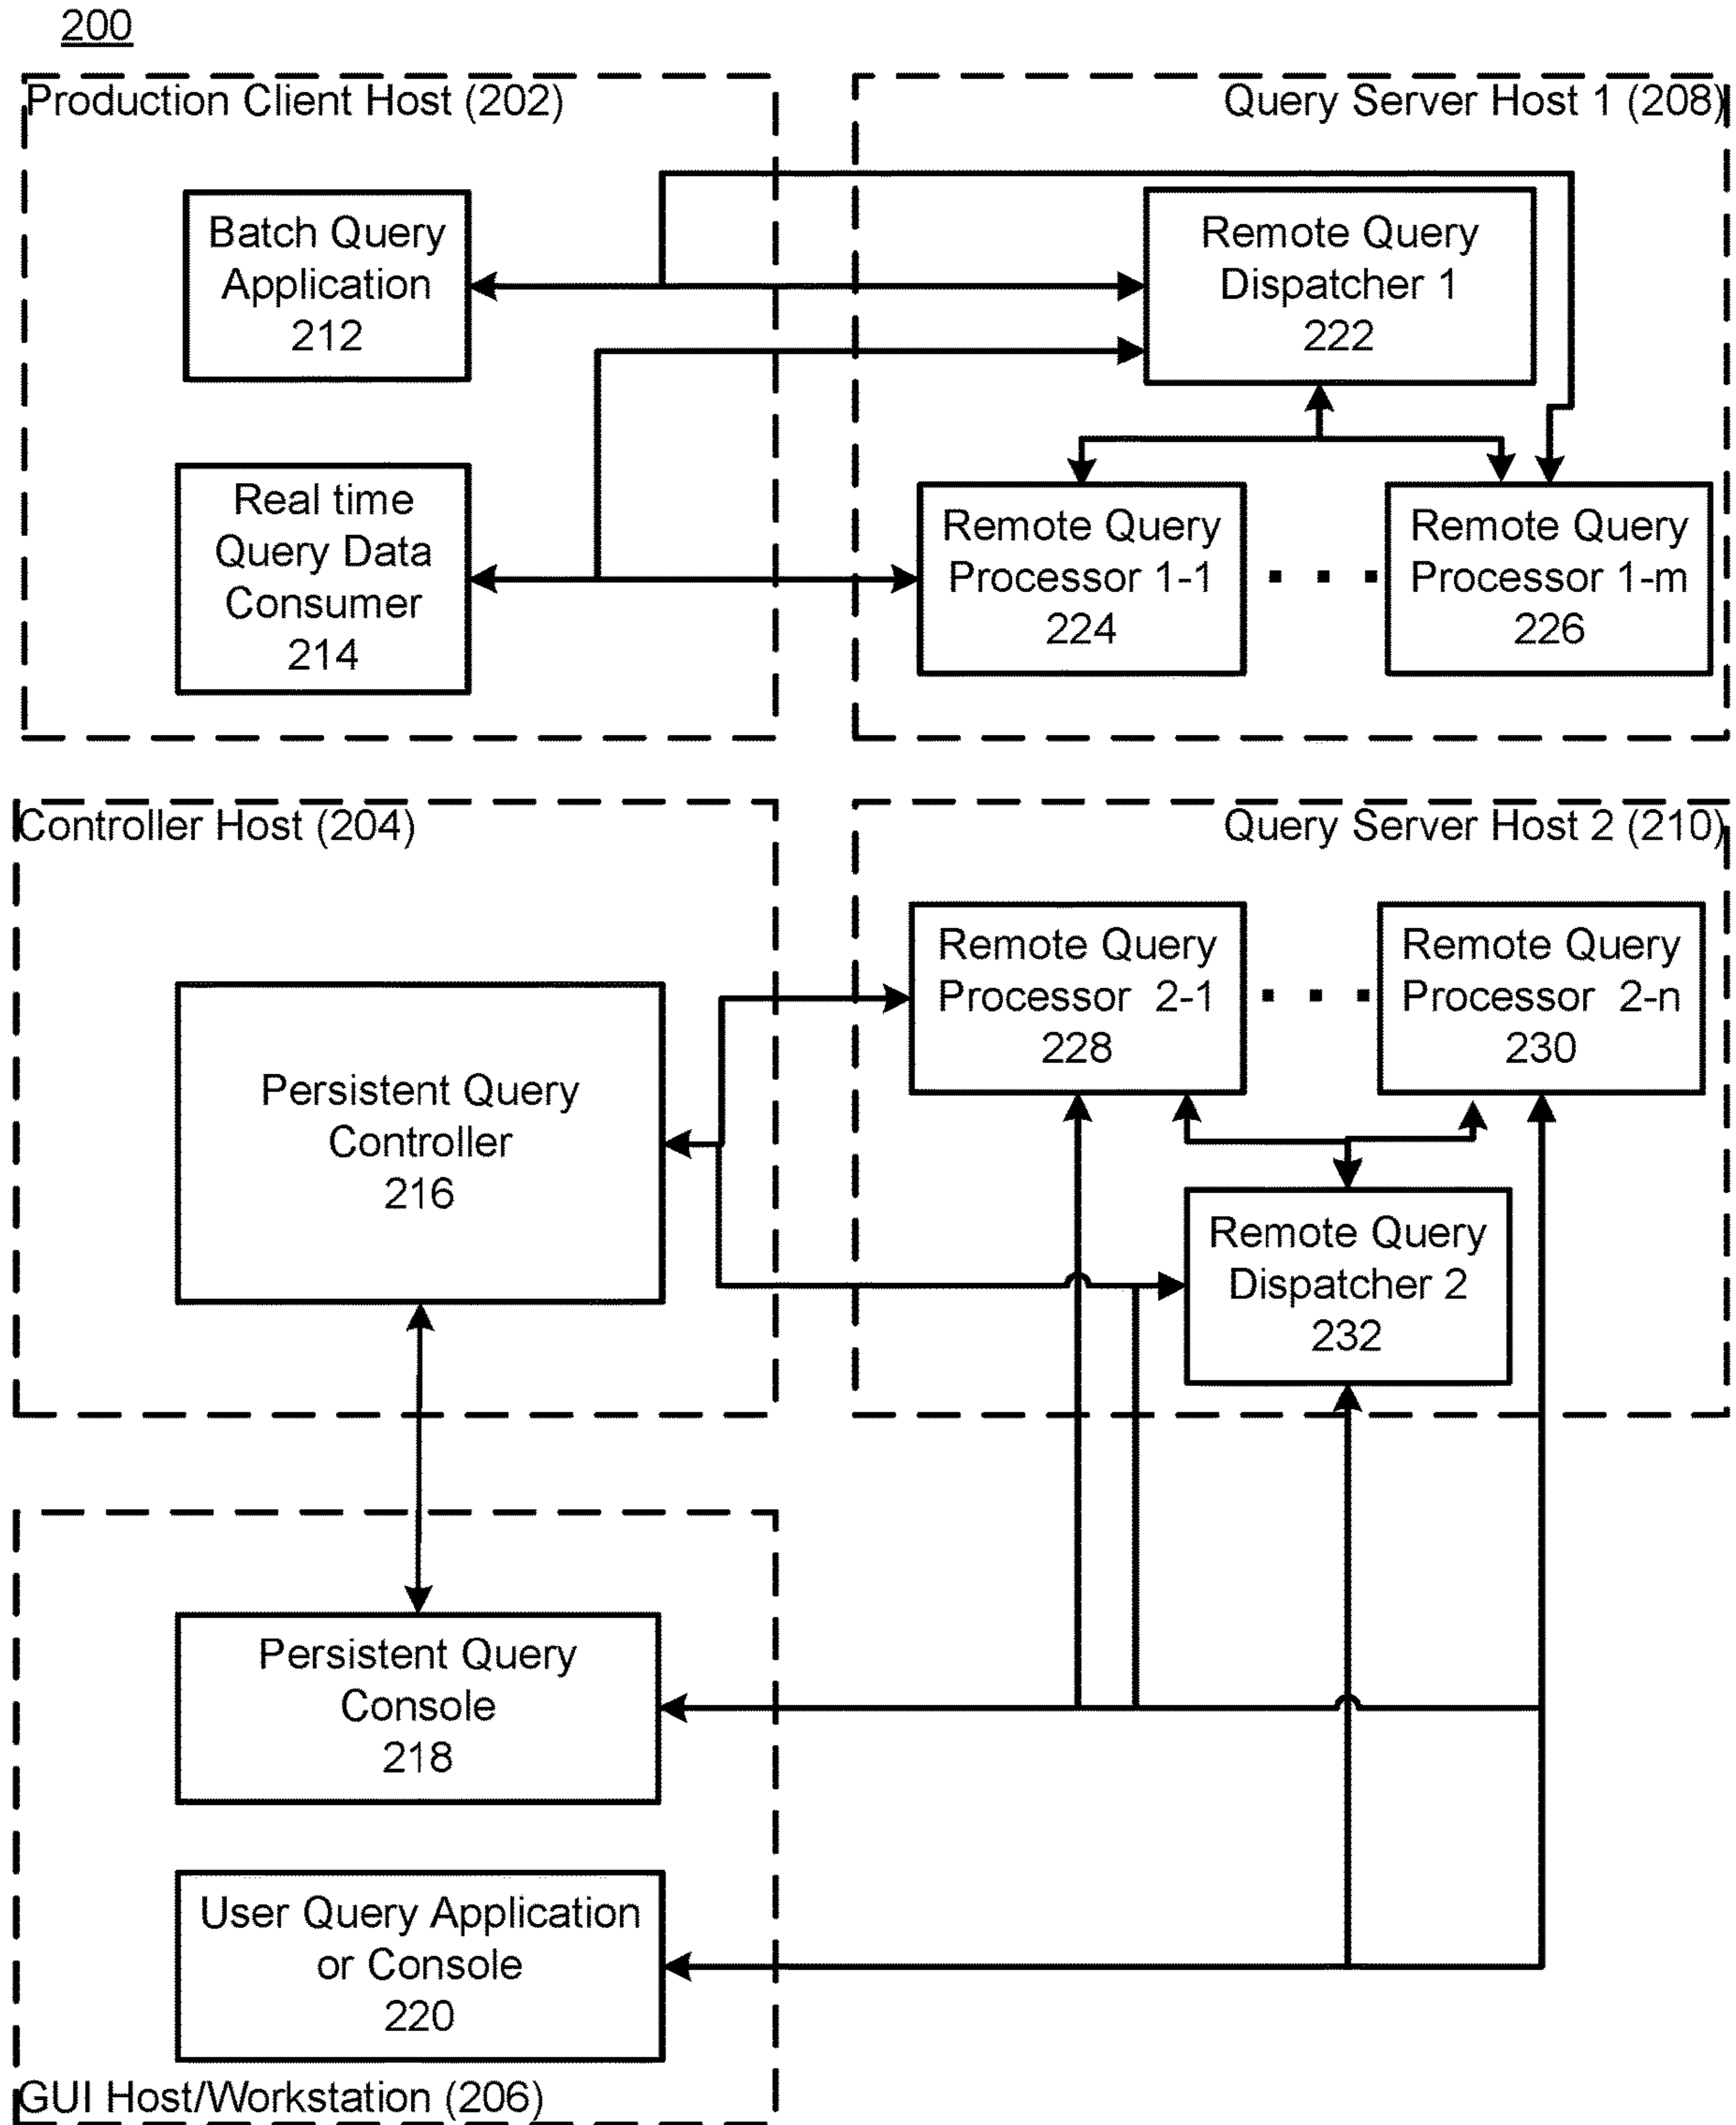 200
Production Client Host (202)
Query Server Host 1 (208)
Batch Query
Application
212
Remote Query
Dispatcher 1
222
Real time
Query Data
Consumer
214
Remote Query
Processor 1-1
224
Remote Query
Processor 1-m
226
Controller Host (204)
Query Server Host 2 (210)
Remote Query
Processor 2-1
228
Remote Query
Processor 2-n
230
Persistent Query
Controller
216
Remote Query
Dispatcher 2
232
Persistent Query
Console
218
User Query Application
or Console
220
GUI Host/Workstation (206)